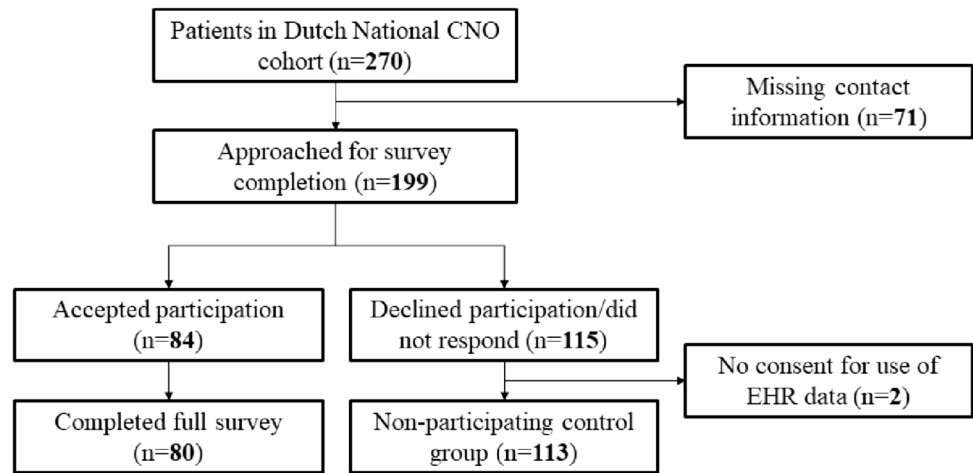 Patients in Dutch National CNO
cohort (n=270)
Missing contact
information (n=71)
Approached for survey
completion (n=199)
Accepted participation
(n=84)
Declined participation/did
not respond (n=115)
No consent for use of
EHR data (n=2)
Completed full survey
(n=80)
Non-participating control
group (n=113)